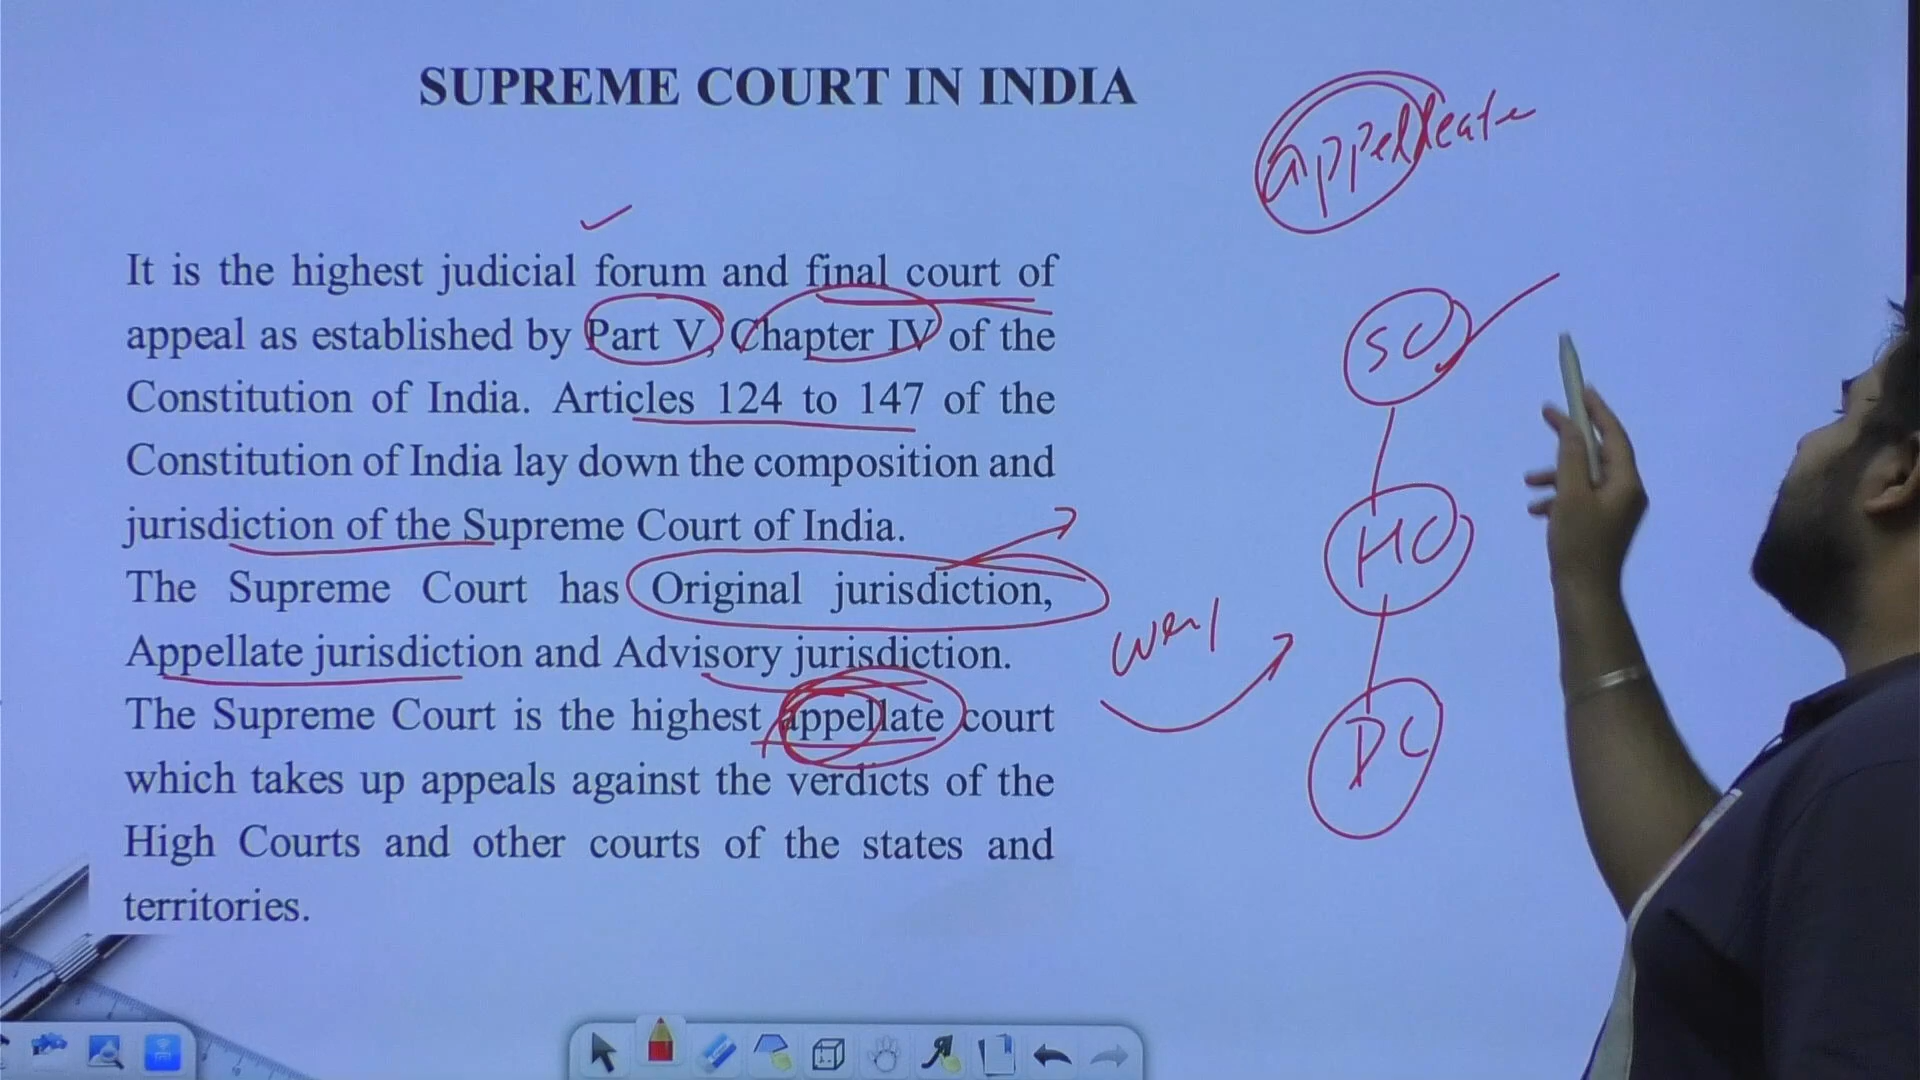 SUPREME COURT IN INDIA
appelleate
It is the highest judicial forum and final court of
appeal as established by Part V, Chapter IV of the
Constitution of India. Articles 124 to 147 of the
Constitution of India lay down the composition and
jurisdiction of the Supreme Court of India.
The Supreme Court has Original jurisdiction,
Appellate jurisdiction and Advisory jurisdiction.
The Supreme Court is the highest appellate court
which takes up appeals against the verdicts of the
High Courts and other courts of the states and
territories.
SC
HC
DC